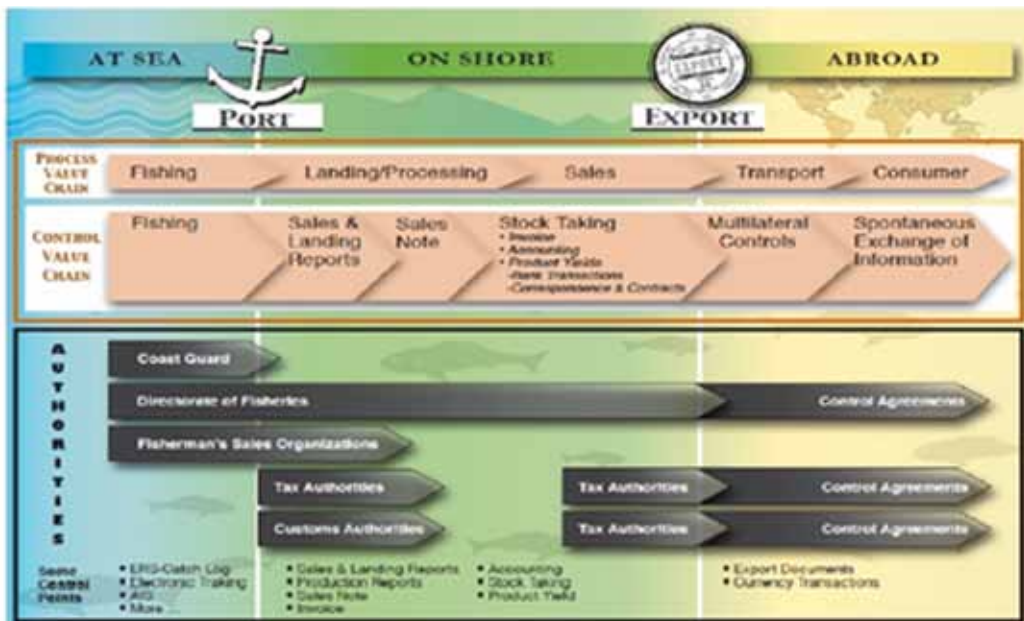 AT SEA
ON SHORE
ABROAD
EXPORT
PORT
EXPORT
PROCESS
VALUE
CHAIN
Fishing
Landing/Processing
Sales
Transport
Consumer
CONTROL
VALUE
CHAIN
Fishing
Sales &
Landing
Reports
Sales
Note
Stock Taking
• Invoice
• Accounting
• Product Yields
-Bank Transactions
-Correspondence & Contracts
Multilateral
Controls
Spontaneous
Exchange of
Information
AUTHORITIES
Coast Guard
Directorate of Fisheries
Control Agreements
Fisherman's Sales Organizations
Tax Authorities
Tax Authorities
Control Agreements
Customs Authorities
Tax Authorities
Control Agreements
Some
Control
Points
• ERS-Catch Log
• Electronic Traking
• AIS
• More
• Sales & Landing Reports
• Production Reports
• Sales Note
• Invoice
• Accounting
• Stock Taking
• Product Yield
• Export Documents
• Currency Transactions